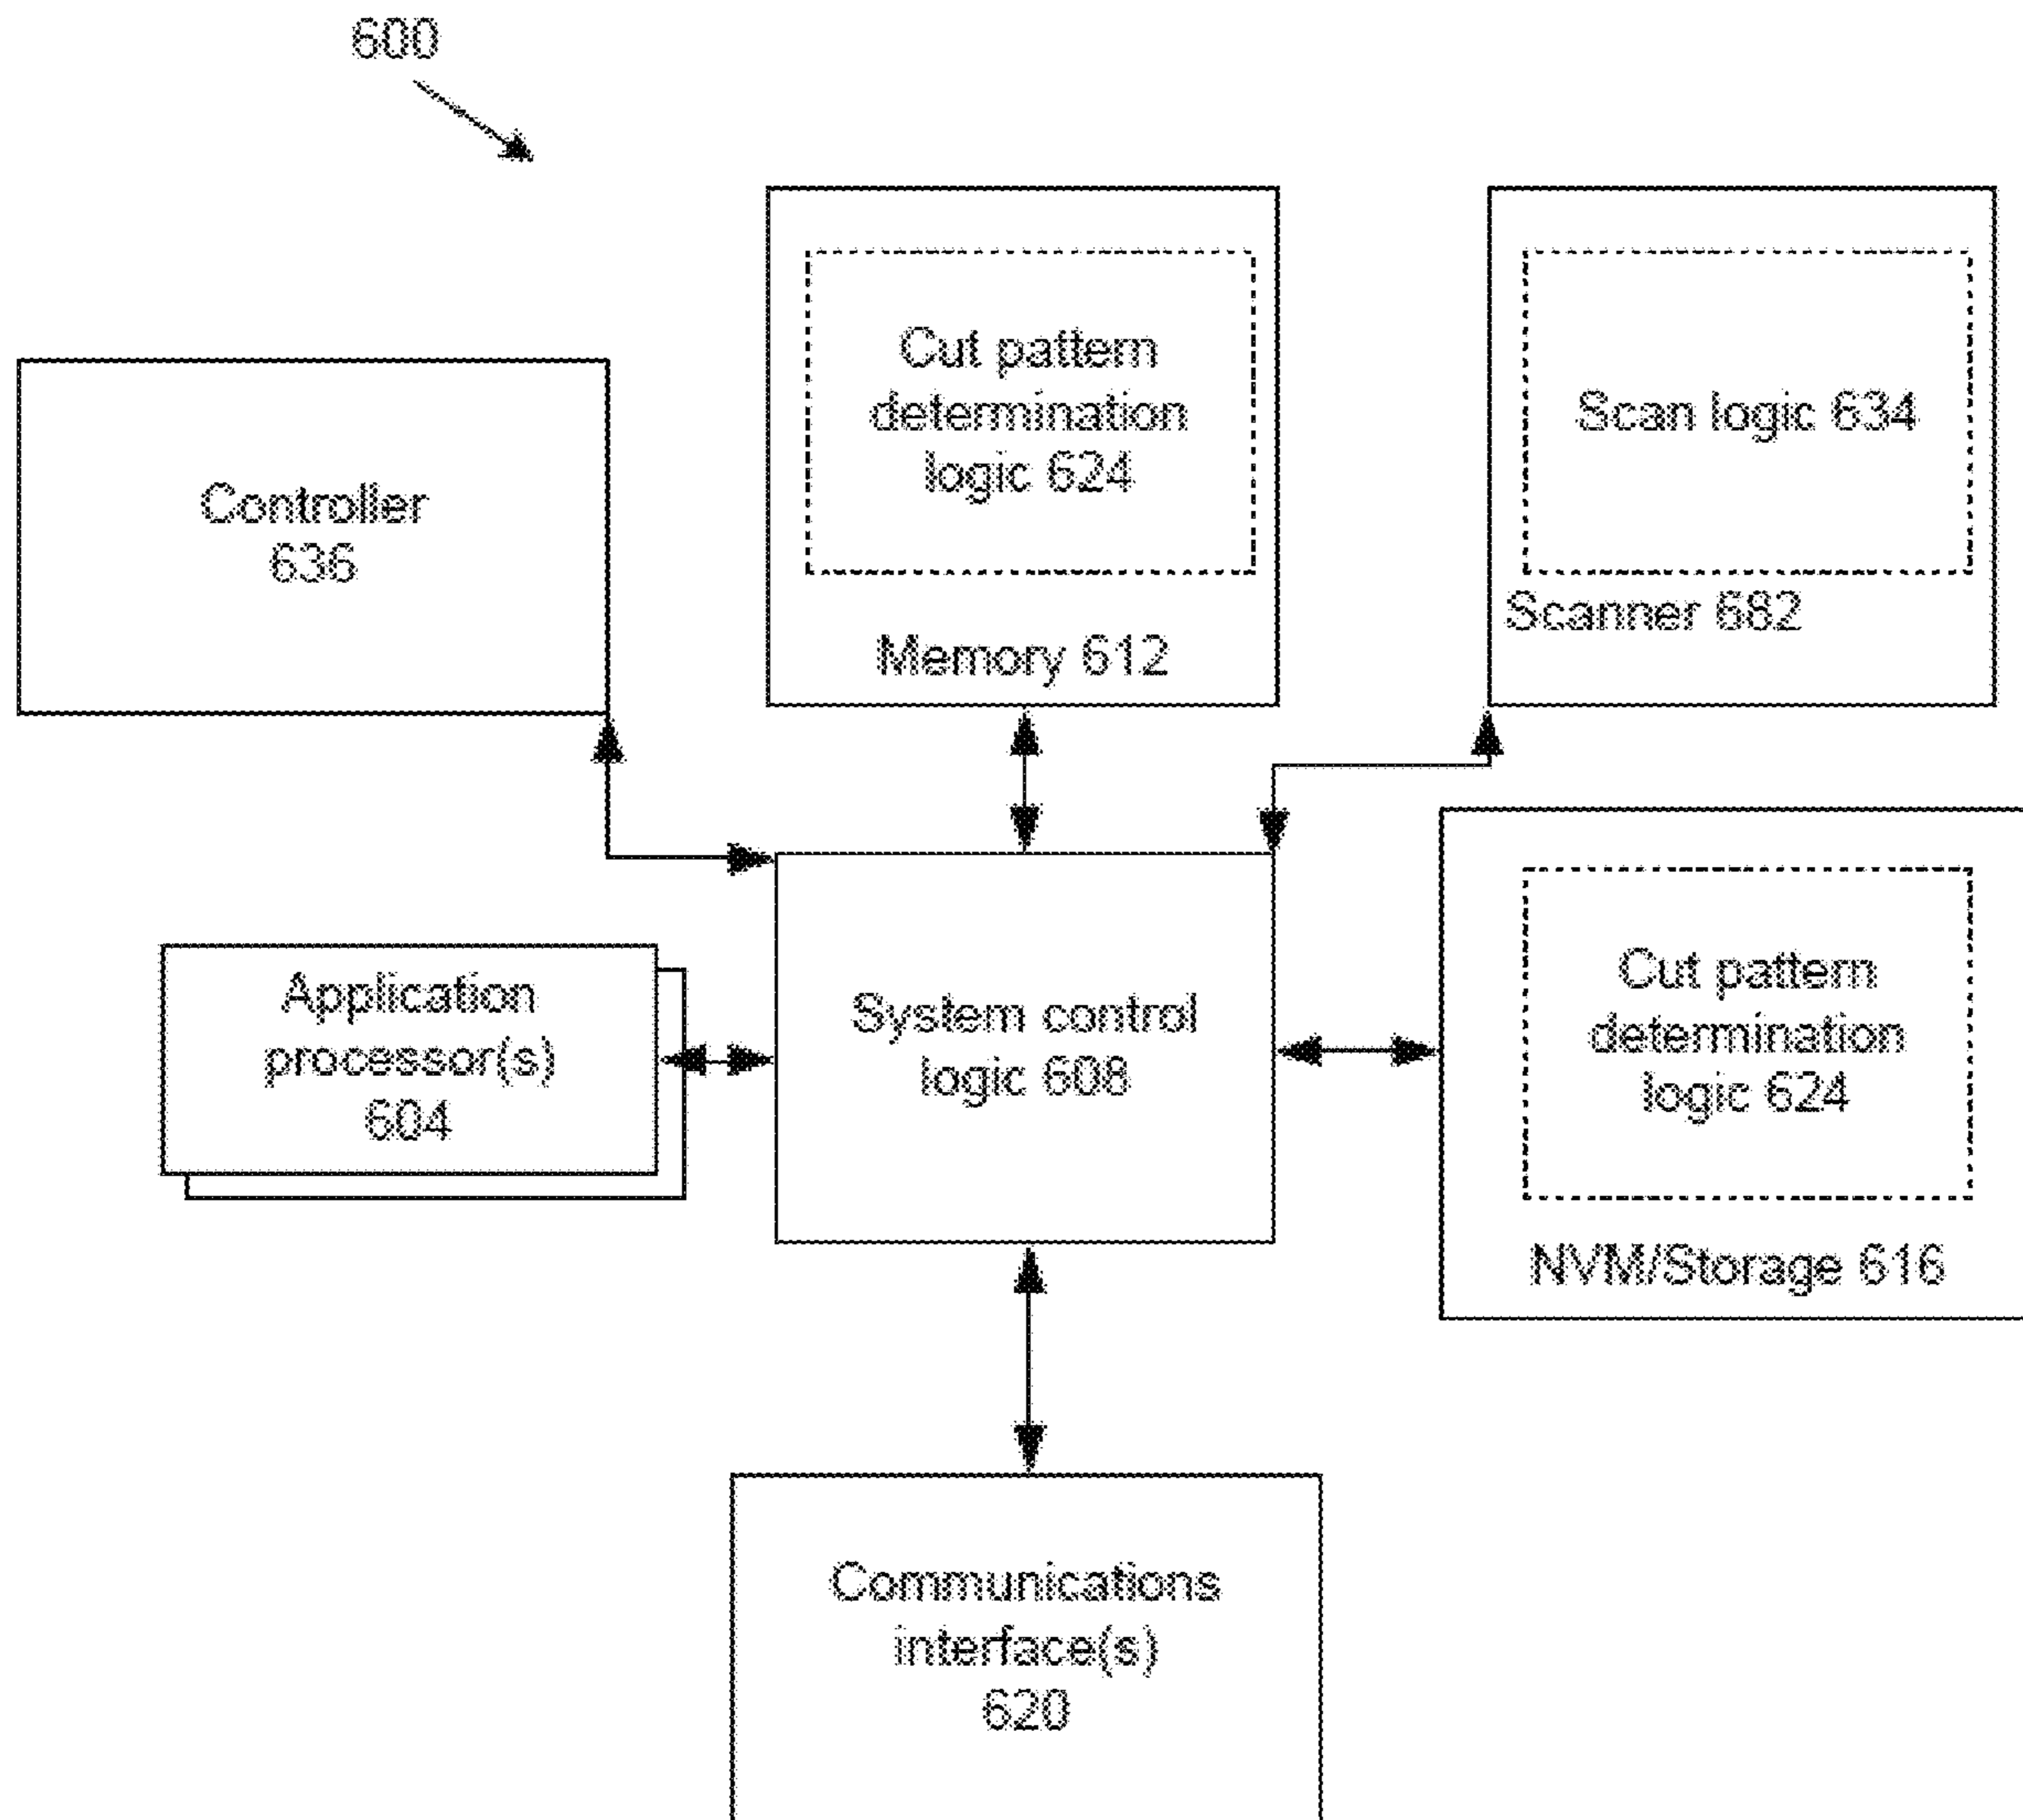 600
Controller
636
Cut pattern
determination
logic 624
Memory 612
Scan logic 634
Scanner 682
Application
processor(s)
604
System control
logic 608
Cut pattern
determination
logic 624
NVM/Storage 616
Communications
interface(s)
620